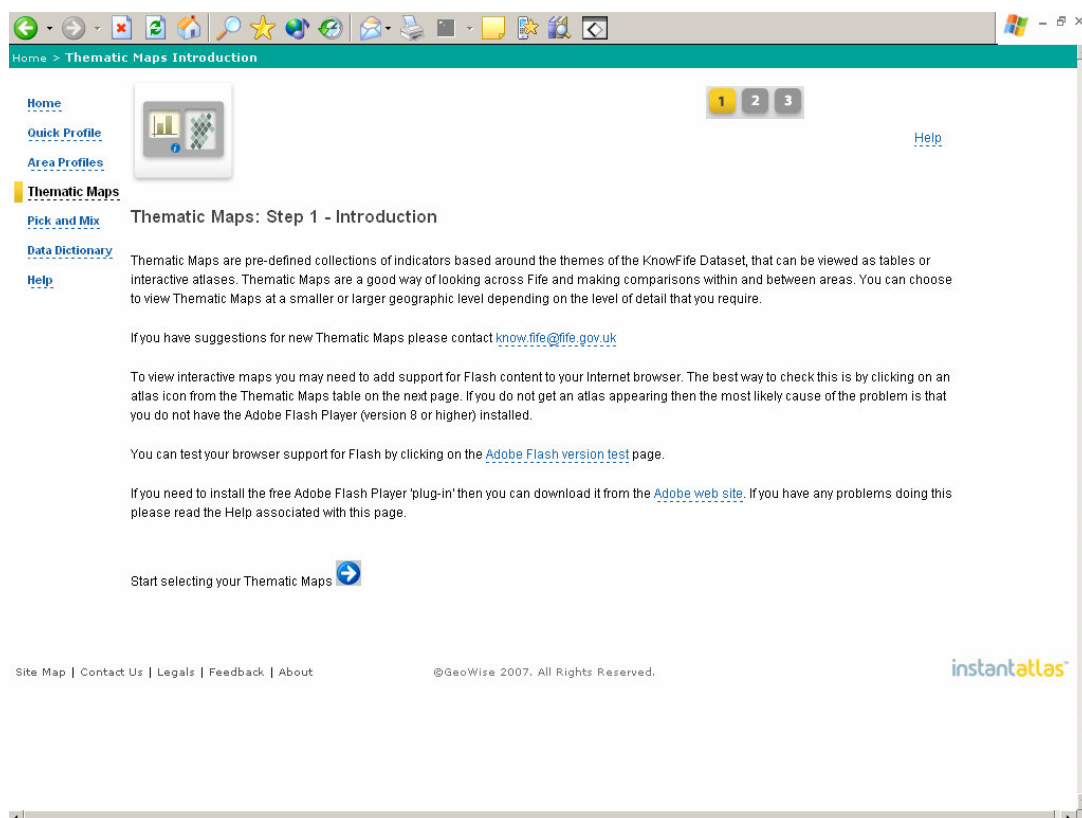 Home > Thematic Maps Introduction
1 2 3
Help
Home
Quick Profile
Area Profiles
Thematic Maps
Pick and Mix
Data Dictionary
Help
Thematic Maps: Step 1 - Introduction
Thematic Maps are pre-defined collections of indicators based around the themes of the KnowFife Dataset, that can be viewed as tables or
interactive atlases. Thematic Maps are a good way of looking across Fife and making comparisons within and between areas. You can choose
to view Thematic Maps at a smaller or larger geographic level depending on the level of detail that you require.
If you have suggestions for new Thematic Maps please contact know.fife@fife.gov.uk
To view interactive maps you may need to add support for Flash content to your Internet browser. The best way to check this is by clicking on an
atlas icon from the Thematic Maps table on the next page. If you do not get an atlas appearing then the most likely cause of the problem is that
you do not have the Adobe Flash Player (version 8 or higher) installed.
You can test your browser support for Flash by clicking on the Adobe Flash version test page.
If you need to install the free Adobe Flash Player 'plug-in' then you can download it from the Adobe web site. If you have any problems doing this
please read the Help associated with this page.
Start selecting your Thematic Maps
Site Map | Contact Us | Legals | Feedback | About
©GeoWise 2007. All Rights Reserved.
instantatlas